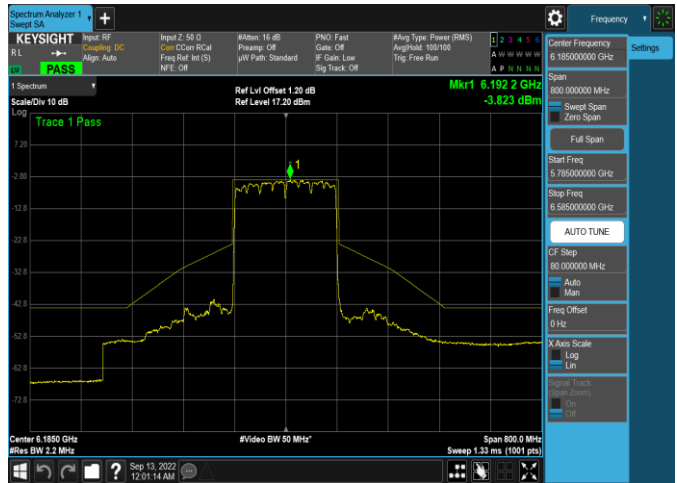 Spectrum Analyzer 1
Swept SA
Frequency
KEYSIGHT
Input: RF
Coupling: DC
Align: Auto
Input Z: 50 Ω
Corr CCorr RCal
Freq Ref: Int (S)
NFE: Off
#Atten: 16 dB
Preamp: Off
µW Path: Standard
PNO: Fast
Gate: Off
IF Gain: Low
Sig Track: Off
#Avg Type: Power (RMS)
Avg|Hold: 100/100
Trig: Free Run
1 2 3 4 5 6
A W W W W W
A P N N N N
R L
LXI
PASS
1 Spectrum
Scale/Div 10 dB
Log
Ref Lvl Offset 1.20 dB
Ref Level 17.20 dBm
Mkr1 6.192 2 GHz
-3.823 dBm
Trace 1 Pass
1
7.20
-2.80
-12.8
-22.8
-32.8
-42.8
-52.8
-62.8
-72.8
Center 6.1850 GHz
#Res BW 2.2 MHz
#Video BW 50 MHz*
Span 800.0 MHz
Sweep 1.33 ms (1001 pts)
Sep 13, 2022
12:01:14 AM
?
Center Frequency
6.185000000 GHz
Settings
Span
800.000000 MHz
Swept Span
Zero Span
Full Span
Start Freq
5.785000000 GHz
Stop Freq
6.585000000 GHz
AUTO TUNE
CF Step
80.000000 MHz
Auto
Man
Freq Offset
0 Hz
X Axis Scale
Log
Lin
Signal Track
(Span Zoom)
On
Off